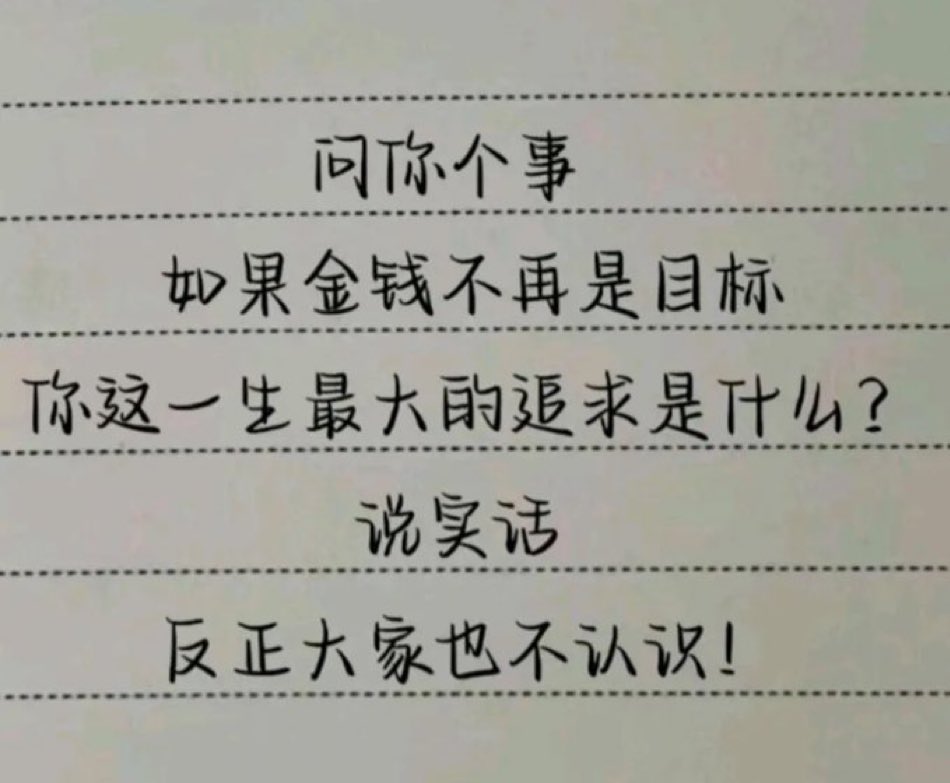 问你个事
如果金钱不再是目标
你这一生最大的追求是什么?
说实话
反正大家也不认识!